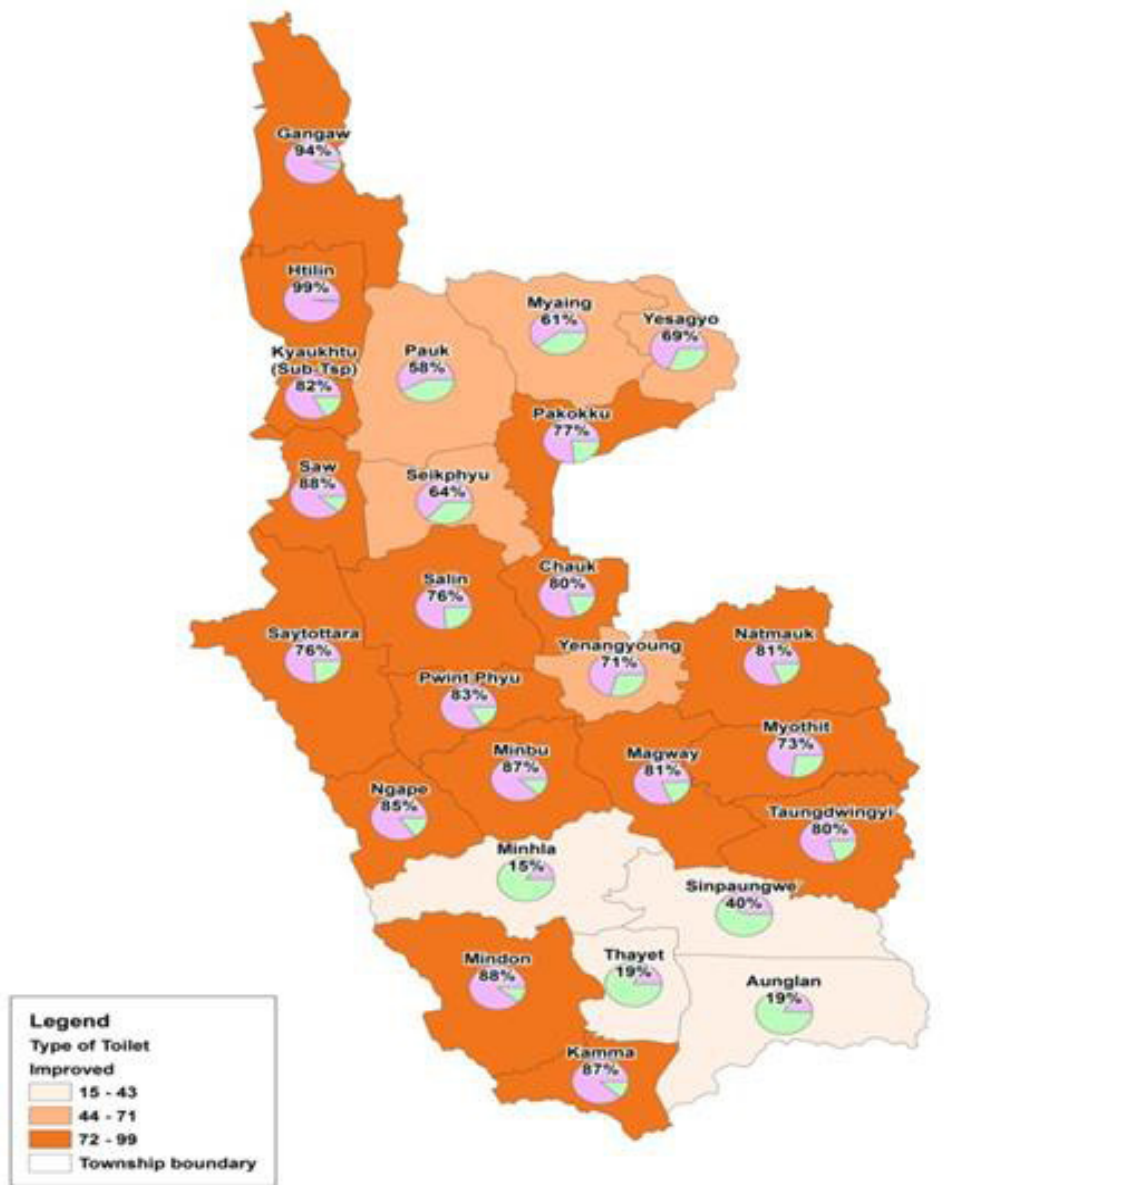 Gangaw
94%
Htilin
99%
Kyaukhtu
(Sub-Tsp)
82%
Pauk
58%
Myaing
61%
Yesagyo
69%
Pakokku
77%
Saw
88%
Seikphyu
64%
Salin
76%
Chauk
80%
Saytottara
76%
Yenangyoung
71%
Natmauk
81%
Pwint Phyu
83%
Minbu
87%
Magway
81%
Myothit
73%
Ngape
85%
Taungdwingyi
80%
Minhla
15%
Sinpaungwe
40%
Mindon
88%
Thayet
19%
Aunglan
19%
Kamma
87%
Legend
Type of Toilet
Improved
15 - 43
44 - 71
72 - 99
Township boundary